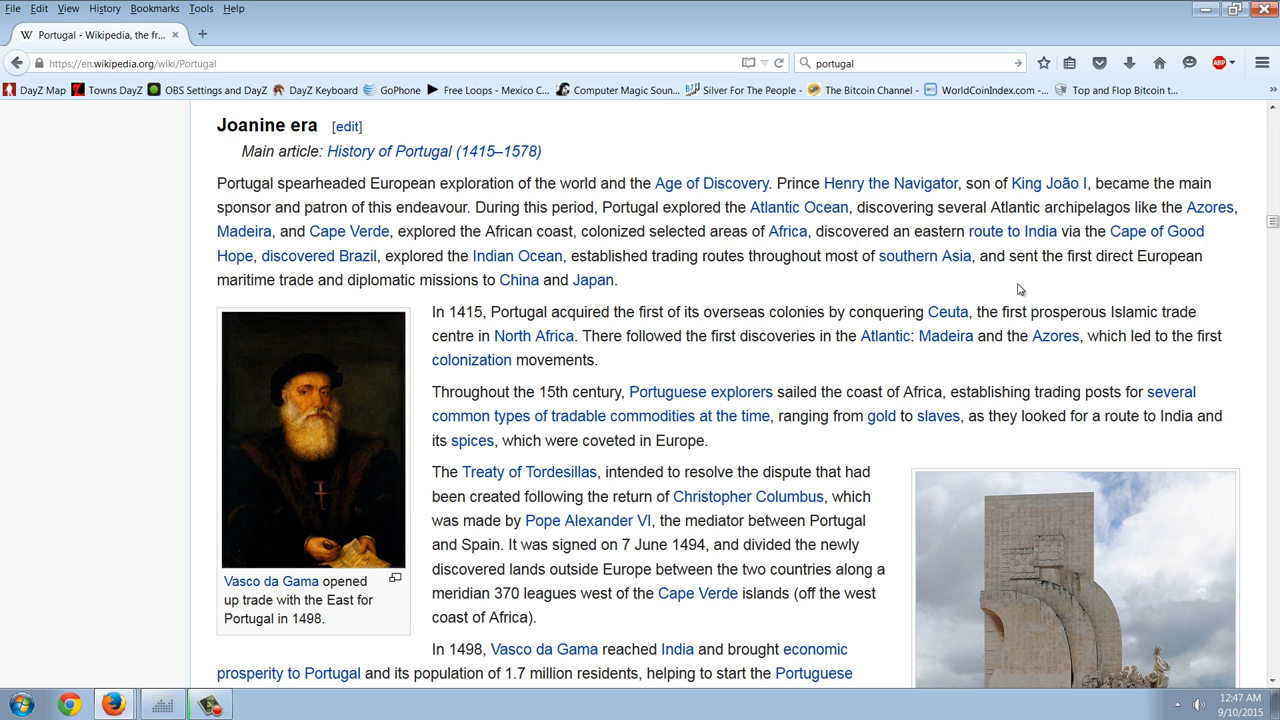 File Edit View History Bookmarks Tools Help
W Portugal - Wikipedia, the fr...
https://en.wikipedia.org/wiki/Portugal
portugal
ABP
DayZ Map Towns DayZ OBS Settings and DayZ DayZ Keyboard GoPhone Free Loops - Mexico C... Computer Magic Soun... Silver For The People - ... The Bitcoin Channel - ... WorldCoinIndex.com -... Top and Flop Bitcoin t... »
Joanine era [edit]
Main article: History of Portugal (1415–1578)
Portugal spearheaded European exploration of the world and the Age of Discovery. Prince Henry the Navigator, son of King João I, became the main
sponsor and patron of this endeavour. During this period, Portugal explored the Atlantic Ocean, discovering several Atlantic archipelagos like the Azores,
Madeira, and Cape Verde, explored the African coast, colonized selected areas of Africa, discovered an eastern route to India via the Cape of Good
Hope, discovered Brazil, explored the Indian Ocean, established trading routes throughout most of southern Asia, and sent the first direct European
maritime trade and diplomatic missions to China and Japan.
In 1415, Portugal acquired the first of its overseas colonies by conquering Ceuta, the first prosperous Islamic trade
centre in North Africa. There followed the first discoveries in the Atlantic: Madeira and the Azores, which led to the first
colonization movements.
Throughout the 15th century, Portuguese explorers sailed the coast of Africa, establishing trading posts for several
common types of tradable commodities at the time, ranging from gold to slaves, as they looked for a route to India and
its spices, which were coveted in Europe.
The Treaty of Tordesillas, intended to resolve the dispute that had
been created following the return of Christopher Columbus, which
was made by Pope Alexander VI, the mediator between Portugal
and Spain. It was signed on 7 June 1494, and divided the newly
discovered lands outside Europe between the two countries along a
meridian 370 leagues west of the Cape Verde islands (off the west
coast of Africa).
Vasco da Gama opened
up trade with the East for
Portugal in 1498.
In 1498, Vasco da Gama reached India and brought economic
prosperity to Portugal and its population of 1.7 million residents, helping to start the Portuguese
12:47 AM
9/10/2015